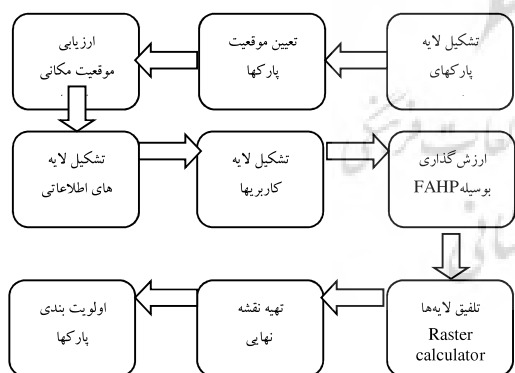 تشکیل لایه
پارکهای
تعیین موقعیت
پارکها
ارزیابی
موقعیت مکانی
تشکیل لایه
های اطلاعاتی
تشکیل لایه
کاربریها
ارزش گذاری
بوسیله FAHP
تلفیق لایه‌ها
Raster
calculator
تهیه نقشه
نهایی
اولویت بندی
پارکها